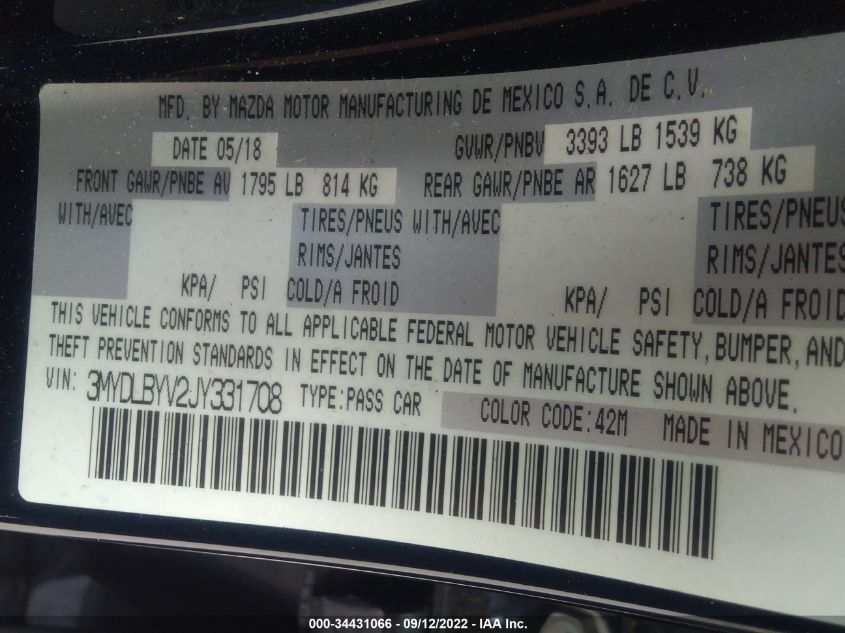 MFD. BY MAZDA MOTOR MANUFACTURING DE MEXICO S.A. DE C.V.
DATE 05/18 GVWR/PNBV 3393 LB 1539 KG
FRONT GAWR/PNBE AV 1795 LB 814 KG REAR GAWR/PNBE AR 1627 LB 738 KG
WITH/AVEC TIRES/PNEUS WITH/AVEC TIRES/PNEUS
RIMS/JANTES RIMS/JANTES
KPA/ PSI COLD/A FROID KPA/ PSI COLD/A FROID
THIS VEHICLE CONFORMS TO ALL APPLICABLE FEDERAL MOTOR VEHICLE SAFETY, BUMPER, AND
THEFT PREVENTION STANDARDS IN EFFECT ON THE DATE OF MANUFACTURE SHOWN ABOVE.
VIN: 3MYDLBYV2JY331708 TYPE:PASS CAR COLOR CODE:42M MADE IN MEXICO
000-34431066 - 09/12/2022 - IAA Inc.